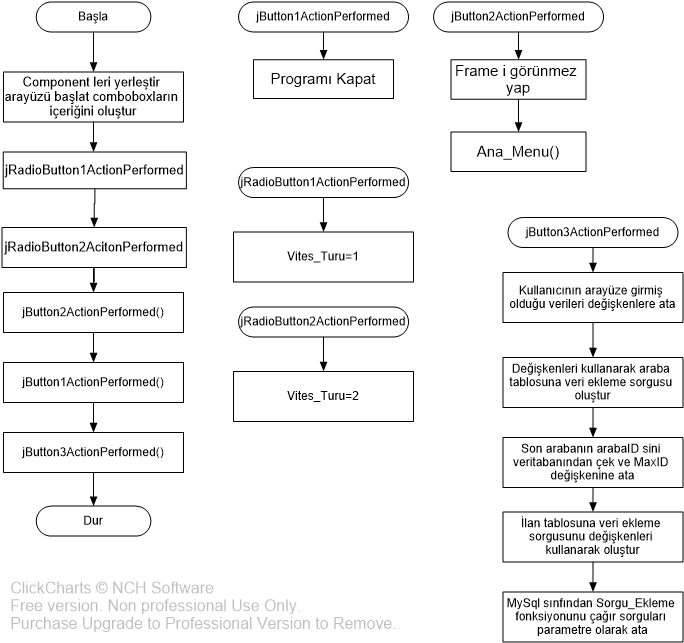 Başla
Component leri yerleştir
arayüzü başlat comboboxların
içeriğini oluştur
jRadioButton1ActionPerformed
jRadioButton2AcitonPerformed
jButton2ActionPerformed()
jButton1ActionPerformed()
jButton3ActionPerformed()
Dur
jButton1ActionPerformed
Programı Kapat
jRadioButton1ActionPerformed
Vites_Turu=1
jRadioButton2ActionPerformed
Vites_Turu=2
jButton2ActionPerformed
Frame i görünmez
yap
Ana_Menu()
jButton3ActionPerformed
Kullanıcının arayüze girmiş
olduğu verileri değişkenlere ata
Değişkenleri kullanarak araba
tablosuna veri ekleme sorgusu
oluştur
Son arabanın arabaID sini
veritabanından çek ve MaxID
değişkenine ata
İlan tablosuna veri ekleme
sorgusunu değişkenleri
kullanarak oluştur
MySql sınfından Sorgu_Ekleme
fonksiyonunu çağır sorguları
parametre olarak ata
ClickCharts © NCH Software
Free version. Non professional Use Only.
Purchase Upgrade to Professional Version to Remove.